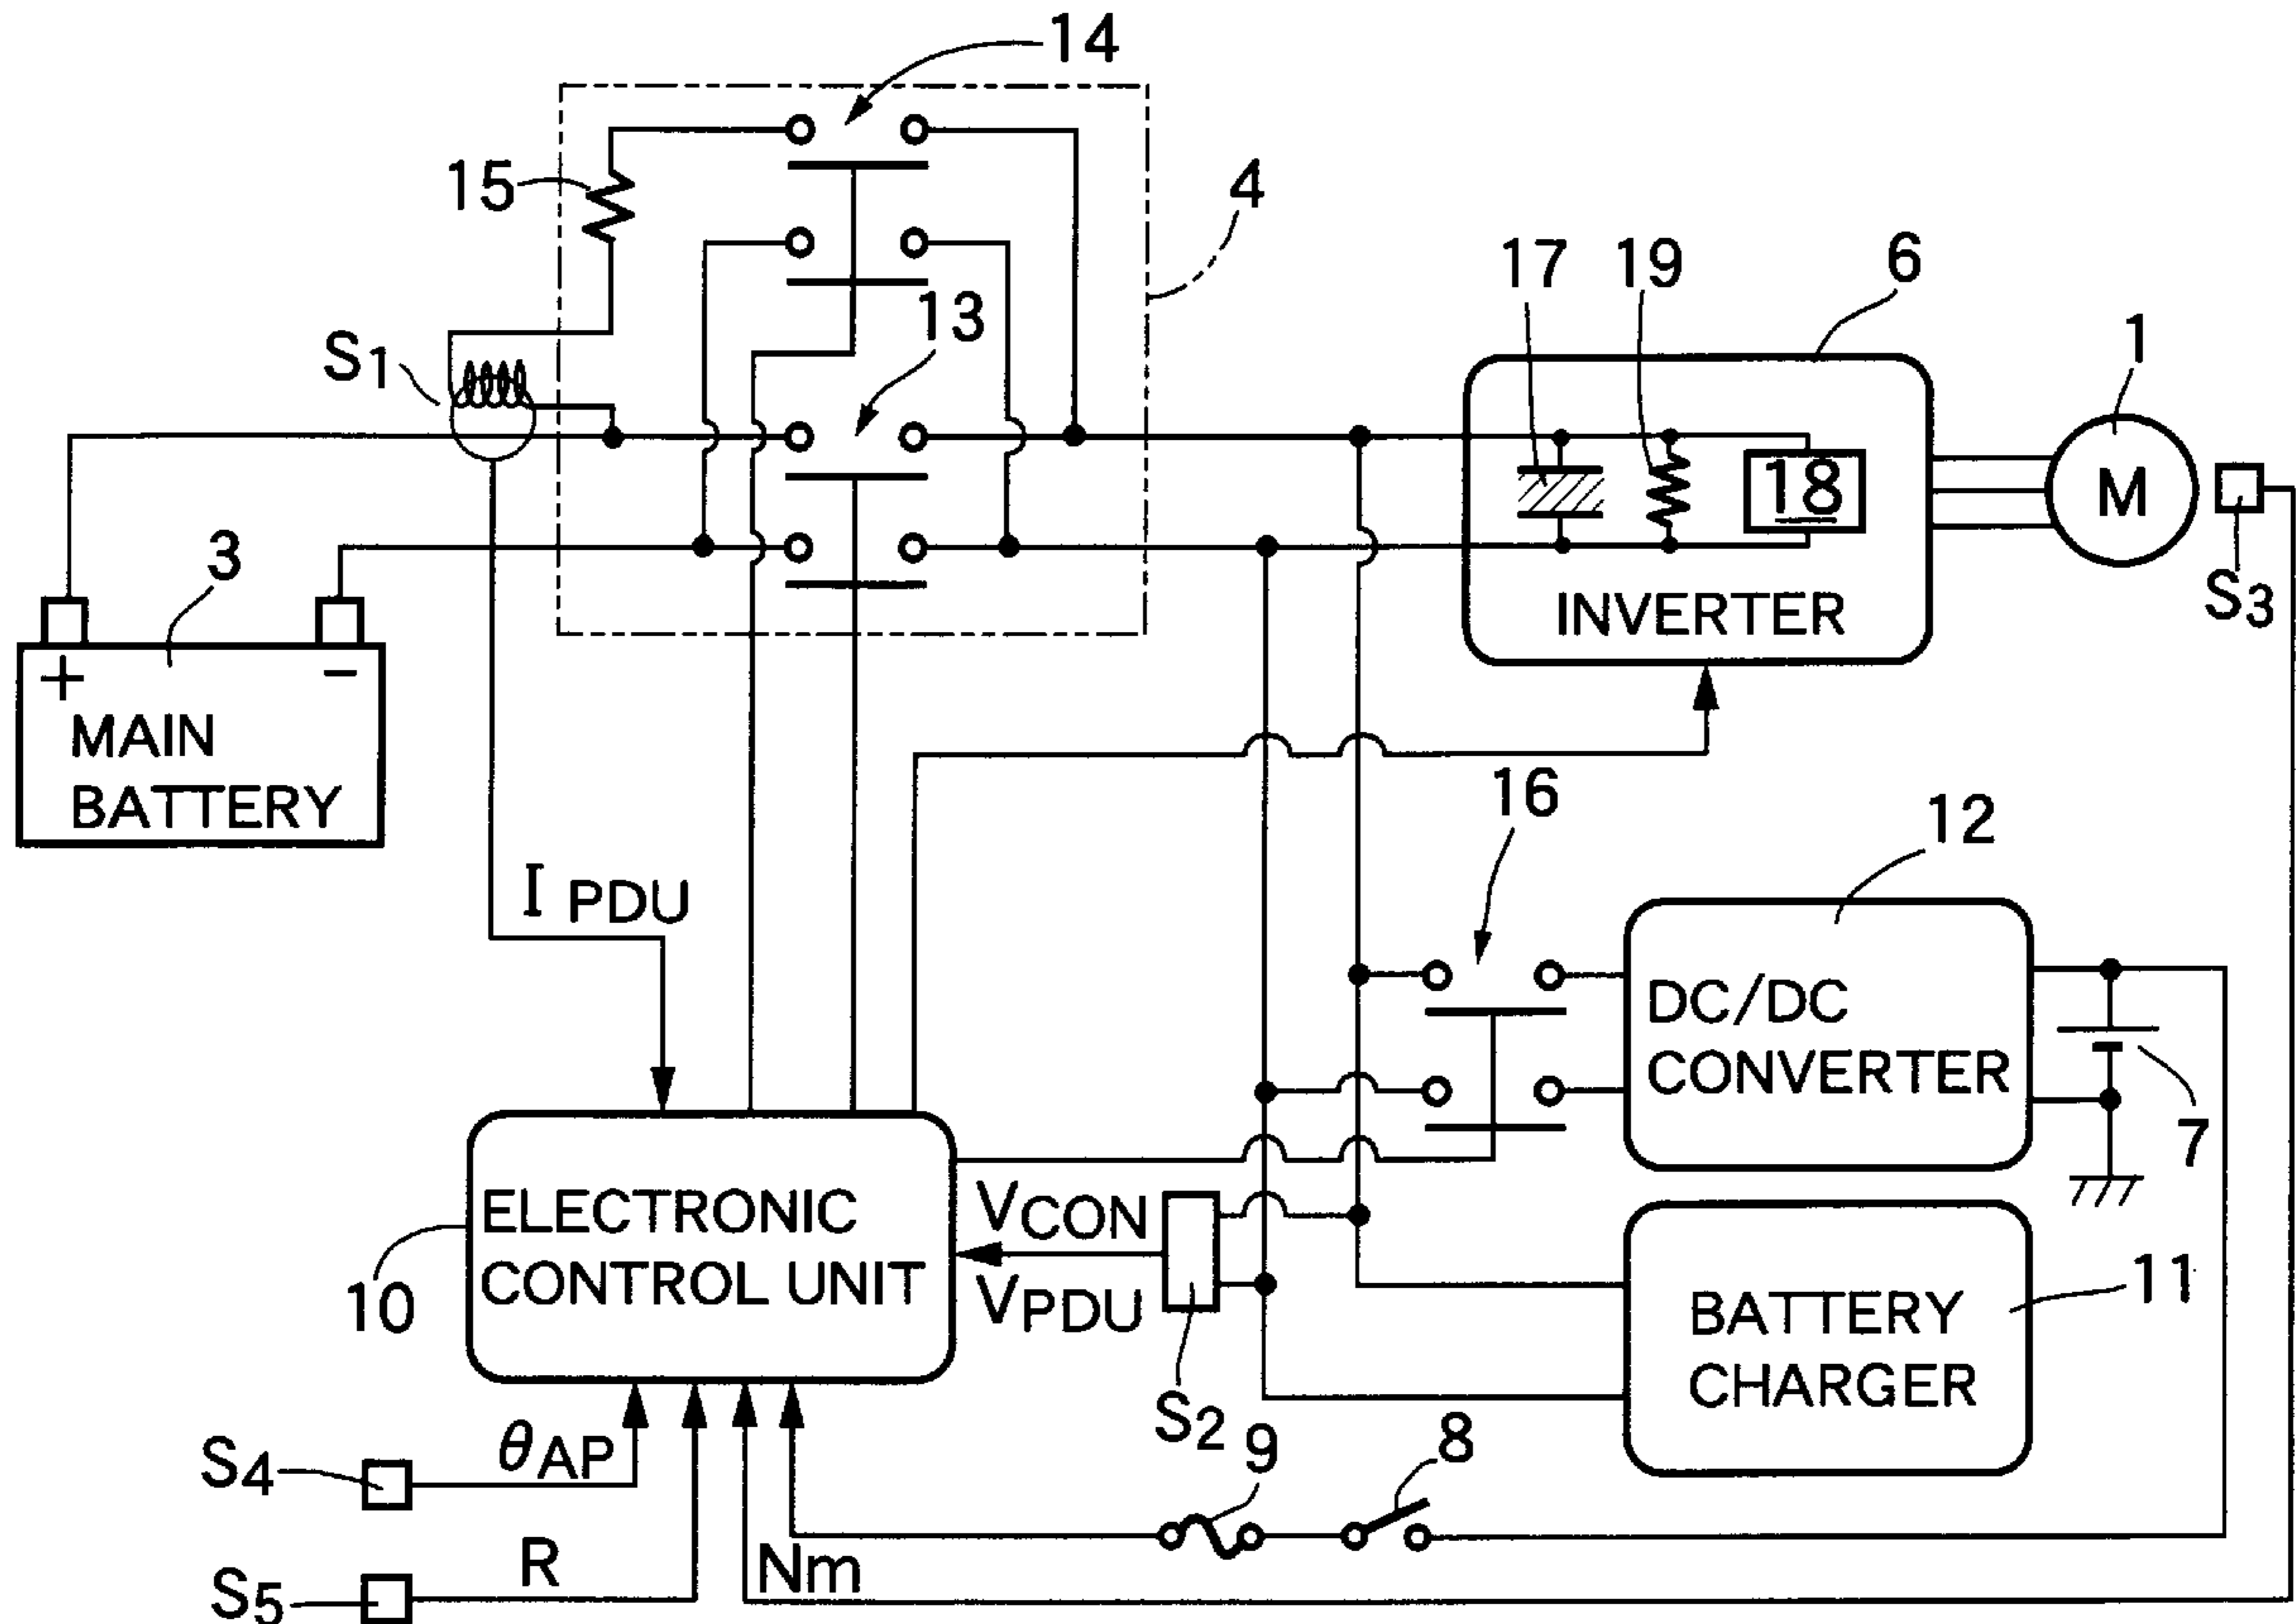 14
15
4
17
19
6
13
S1
1
18
M
3
S3
INVERTER
+
−
MAIN
BATTERY
16
12
I PDU
DC/DC
CONVERTER
7
ELECTRONIC
CONTROL UNIT
VCON
VPDU
10
11
BATTERY
CHARGER
S2
9
8
S4
θAP
R
Nm
S5